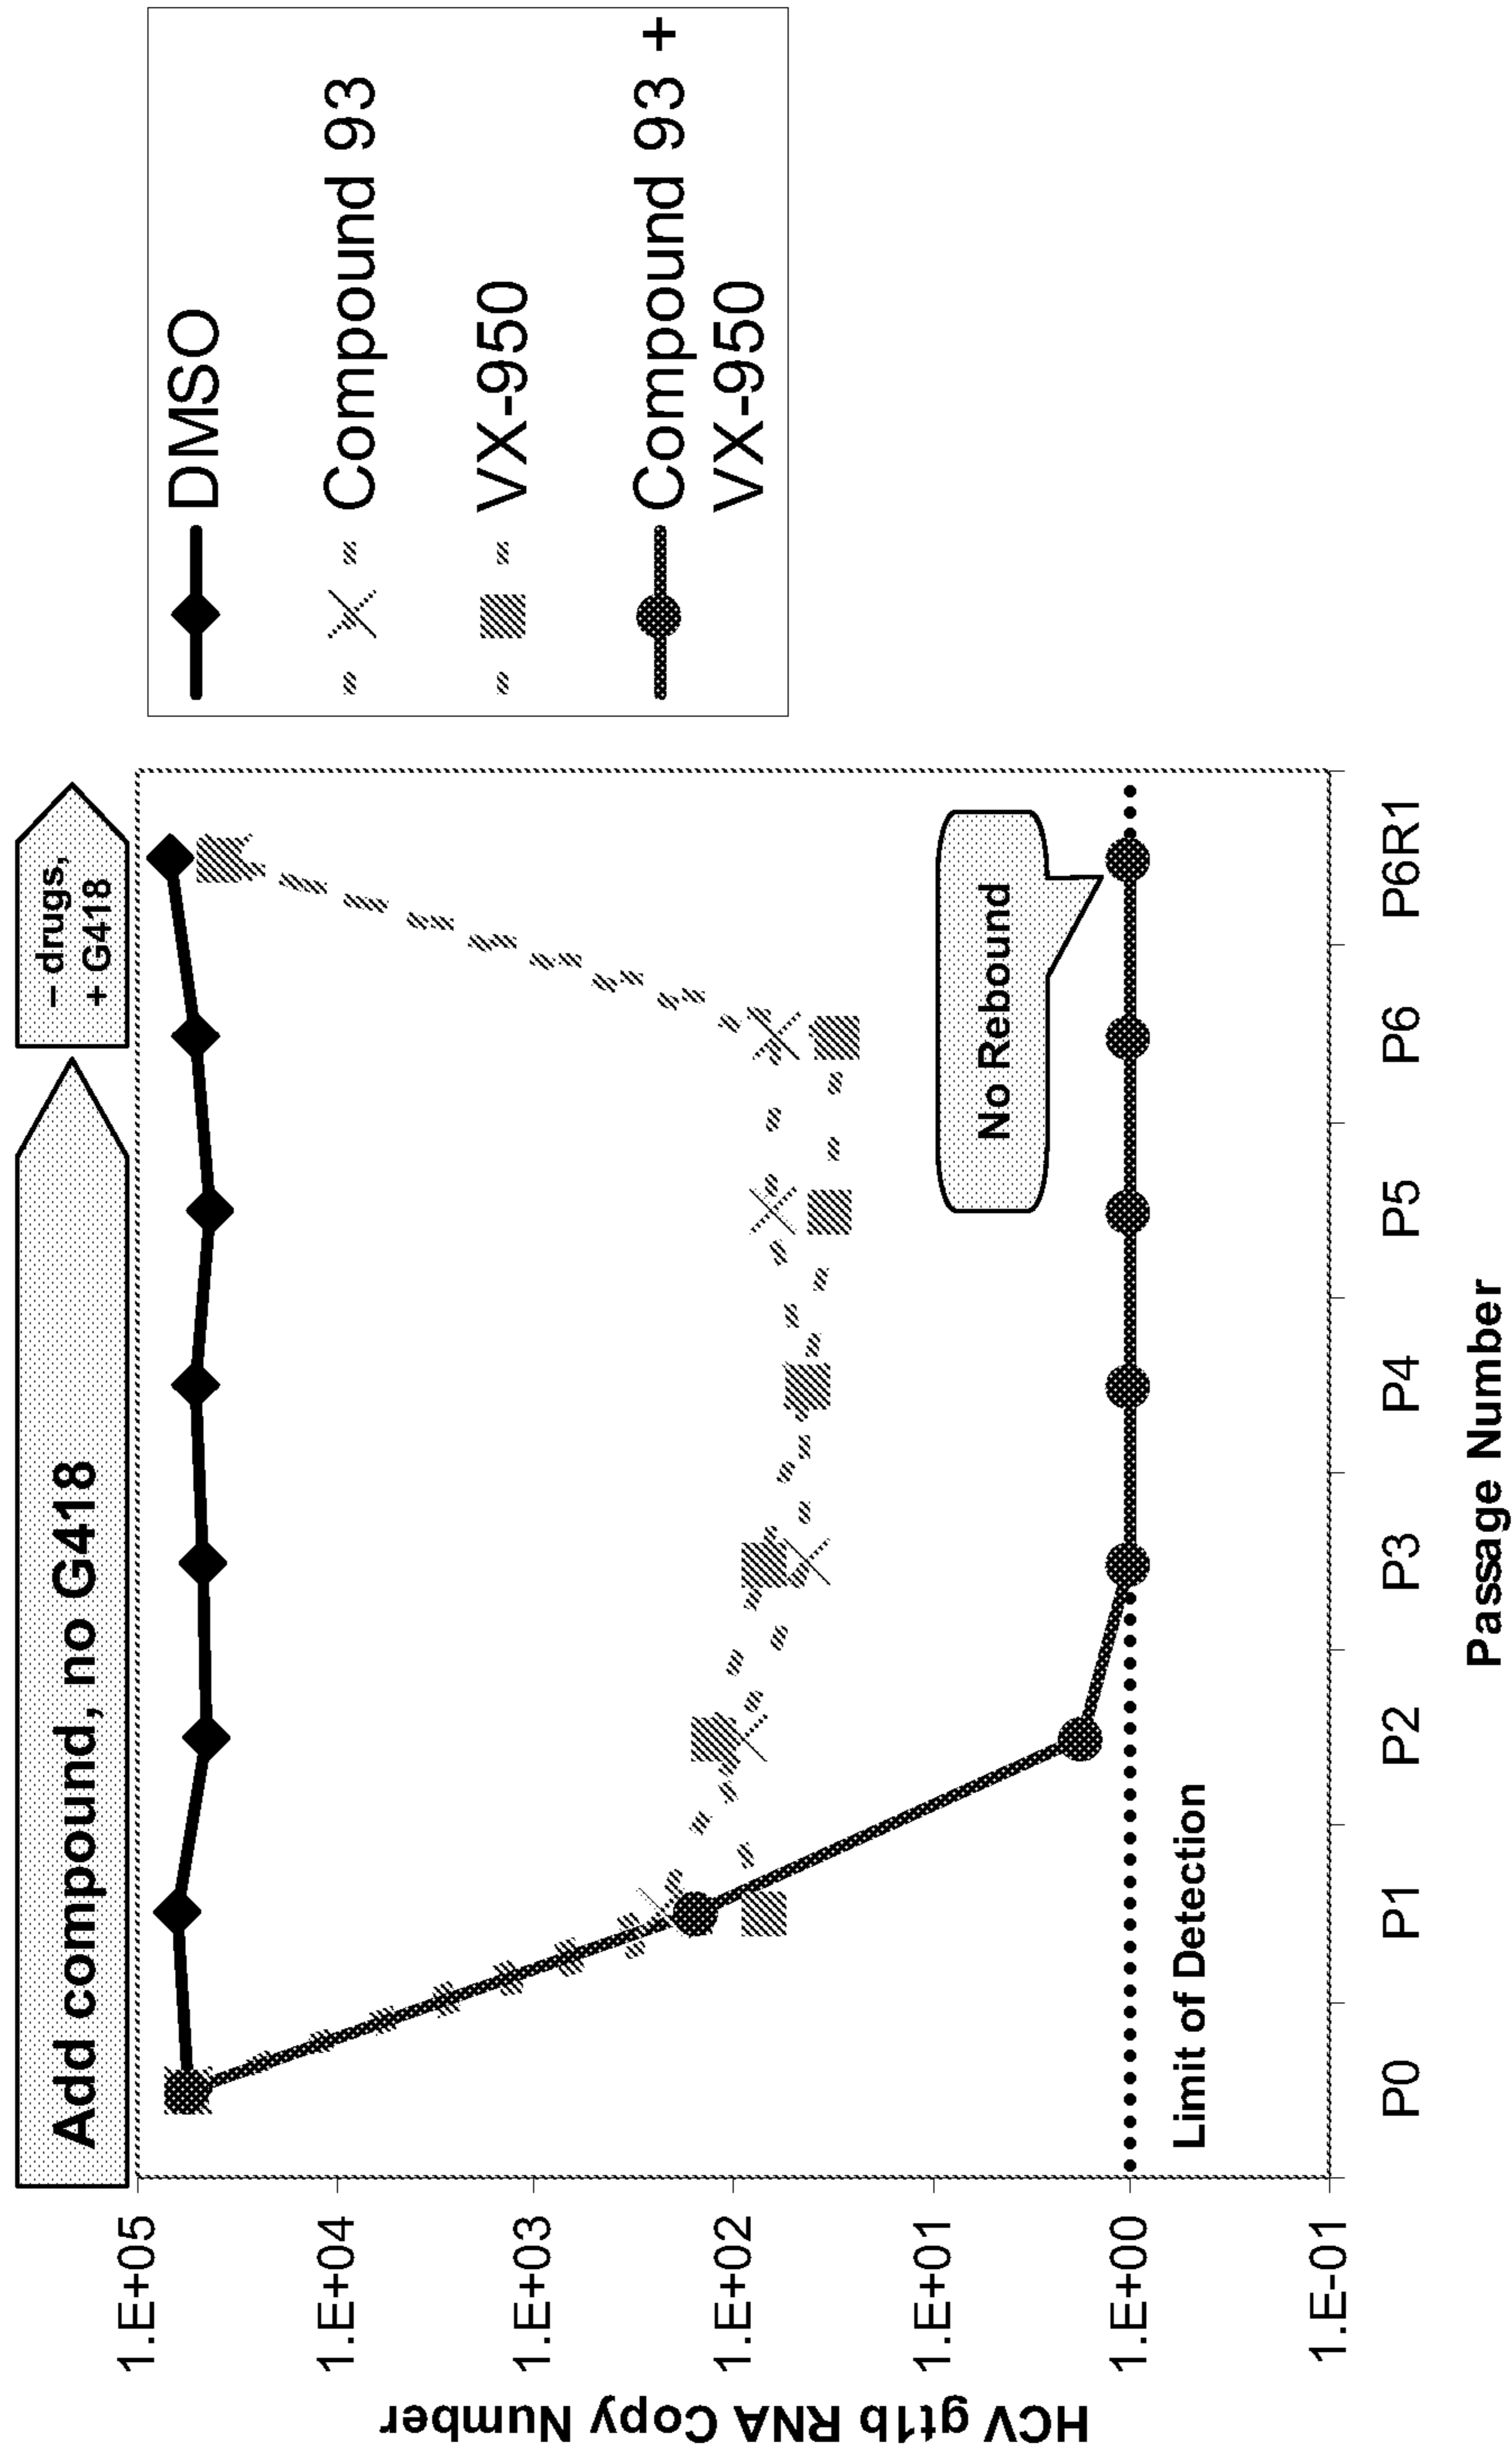 Add compound, no G418
– drugs,
+ G418
DMSO
Compound 93
VX-950
Compound 93 +
VX-950
HCV gt1b RNA Copy Number
1.E+05
1.E+04
1.E+03
1.E+02
1.E+01
1.E+00
1.E-01
No Rebound
Limit of Detection
P0 P1 P2 P3 P4 P5 P6 P6R1
Passage Number